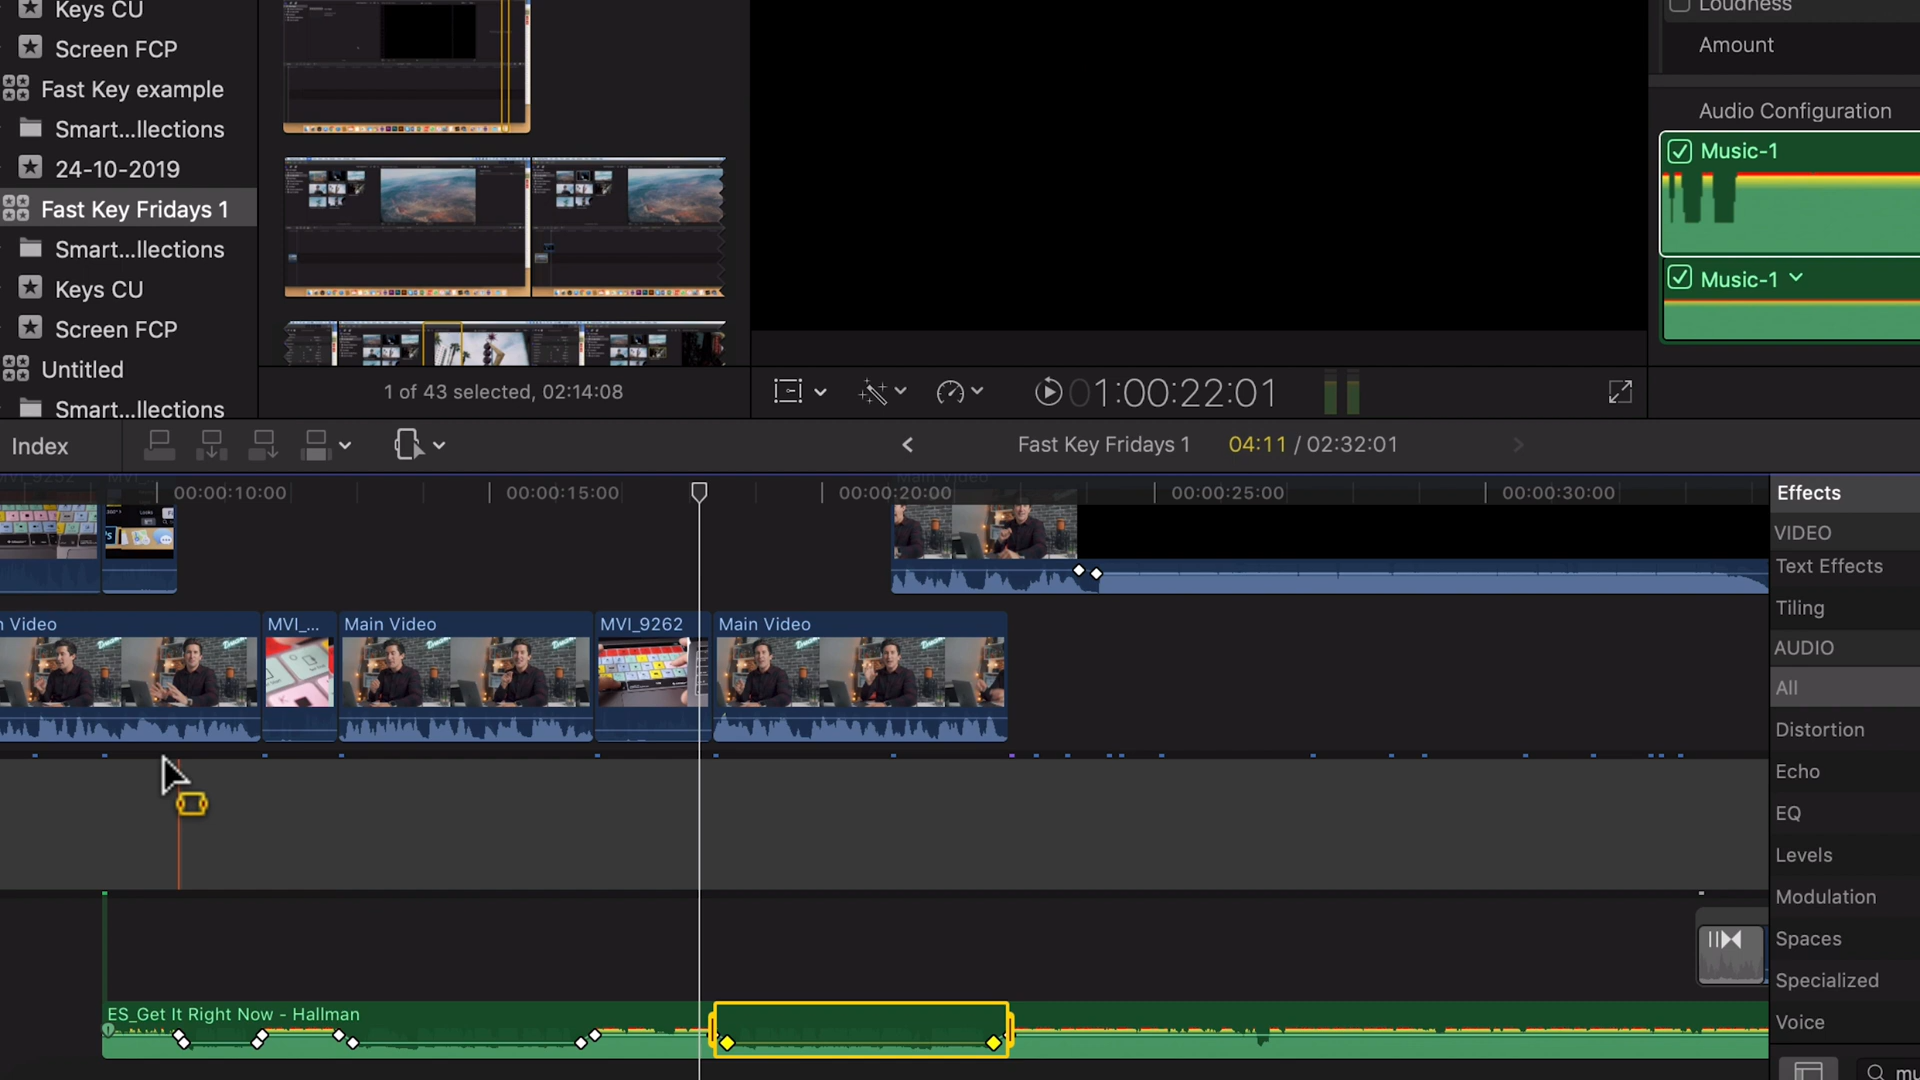 Keys CU
Screen FCP
Fast Key example
Smart...llections
24-10-2019
Fast Key Fridays 1
Smart...llections
Keys CU
Screen FCP
Untitled
Smart...llections
1 of 43 selected, 02:14:08
01:00:22:01
Loudness
Amount
Audio Configuration
Music-1
Music-1
Index
Fast Key Fridays 1
04:11 / 02:32:01
MVI_9252
MVI_...
Main Video
00:00:10:00
00:00:15:00
00:00:20:00
00:00:25:00
00:00:30:00
n Video
MVI_...
Main Video
MVI_9262
Main Video
ES_Get It Right Now - Hallman
Effects
VIDEO
Text Effects
Tiling
AUDIO
All
Distortion
Echo
EQ
Levels
Modulation
Spaces
Specialized
Voice
mu